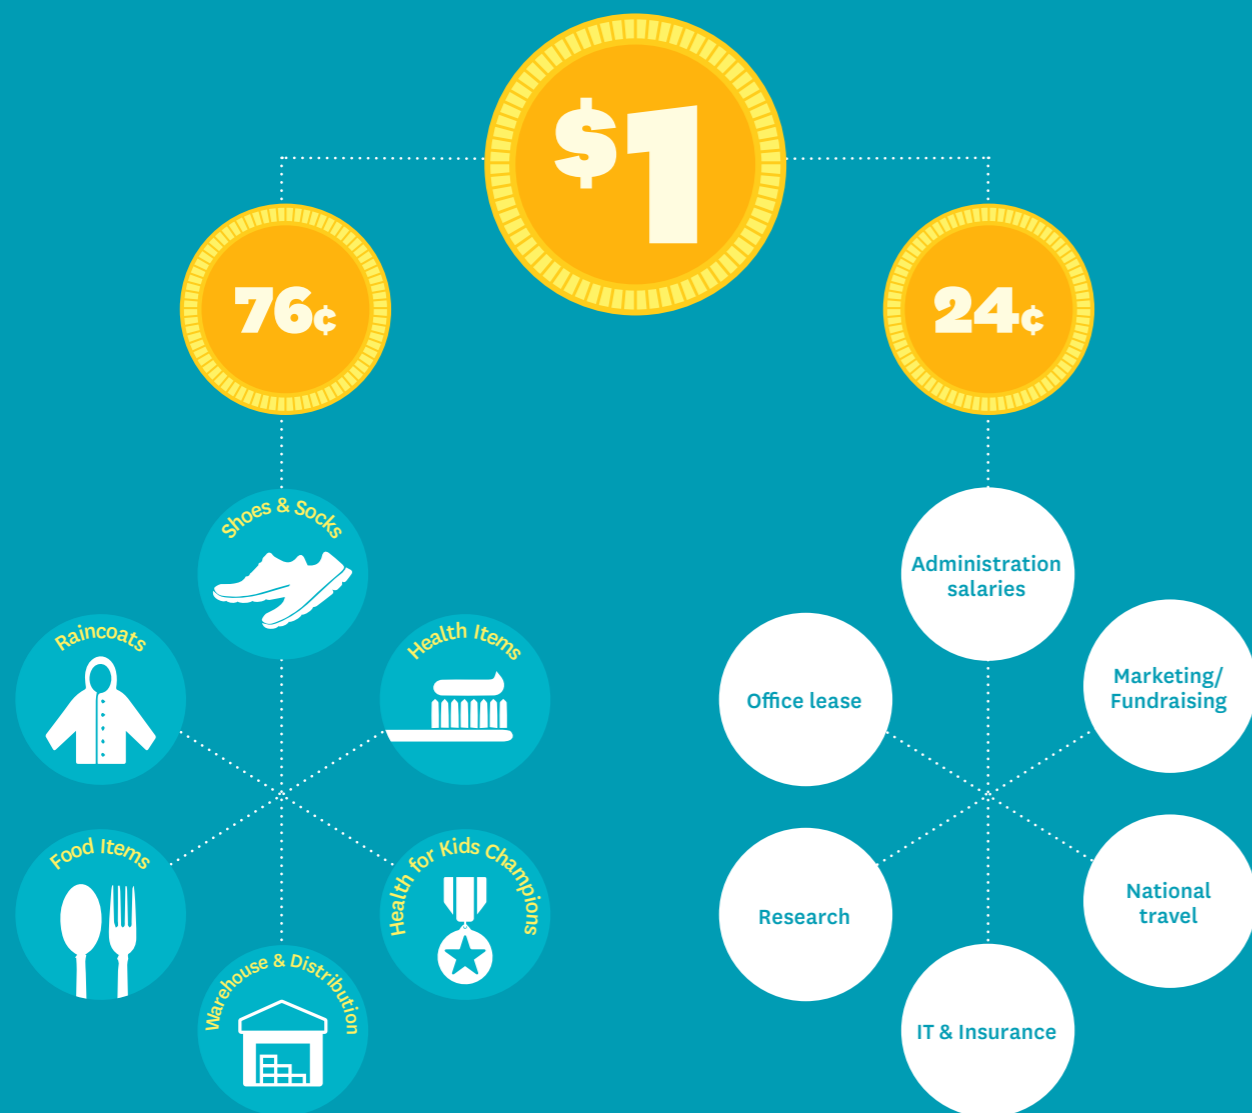 $1
76¢
24¢
Shoes & Socks
Raincoats
Health Items
Food Items
Health for Kids Champions
Warehouse & Distribution
Administration
salaries
Office lease
Marketing/
Fundraising
Research
National
travel
IT & Insurance